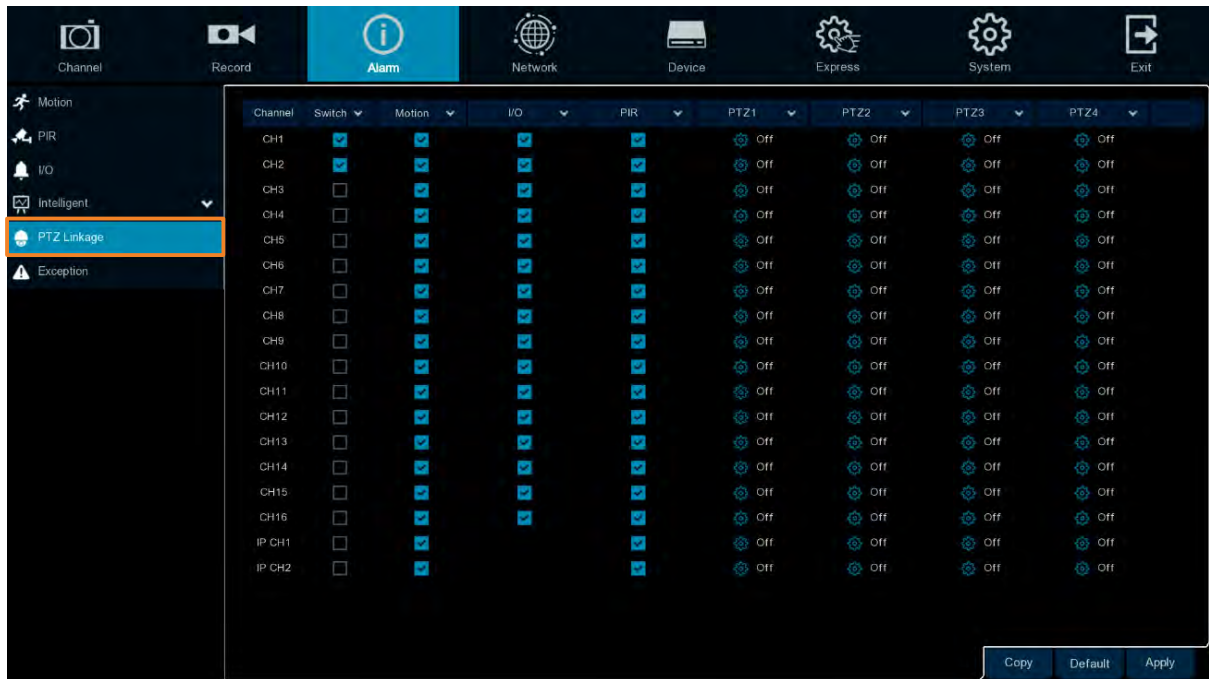 Channel Record Alarm Network Device Express System Exit
Motion
PIR
I/O
Intelligent
PTZ Linkage
Exception
Channel Switch Motion I/O PIR PTZ1 PTZ2 PTZ3 PTZ4
CH1 Off Off Off Off
CH2 Off Off Off Off
CH3 Off Off Off Off
CH4 Off Off Off Off
CH5 Off Off Off Off
CH6 Off Off Off Off
CH7 Off Off Off Off
CH8 Off Off Off Off
CH9 Off Off Off Off
CH10 Off Off Off Off
CH11 Off Off Off Off
CH12 Off Off Off Off
CH13 Off Off Off Off
CH14 Off Off Off Off
CH15 Off Off Off Off
CH16 Off Off Off Off
IP CH1 Off Off Off Off
IP CH2 Off Off Off Off
Copy Default Apply